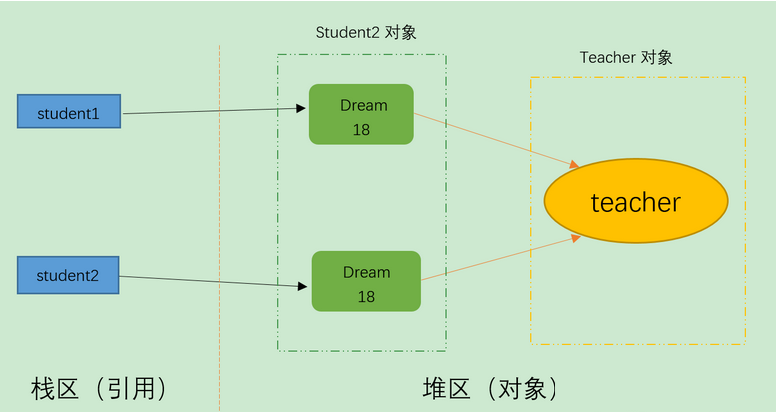 Student2 对象
Teacher 对象
student1
Dream
18
teacher
student2
Dream
18
栈区（引用）
堆区（对象）